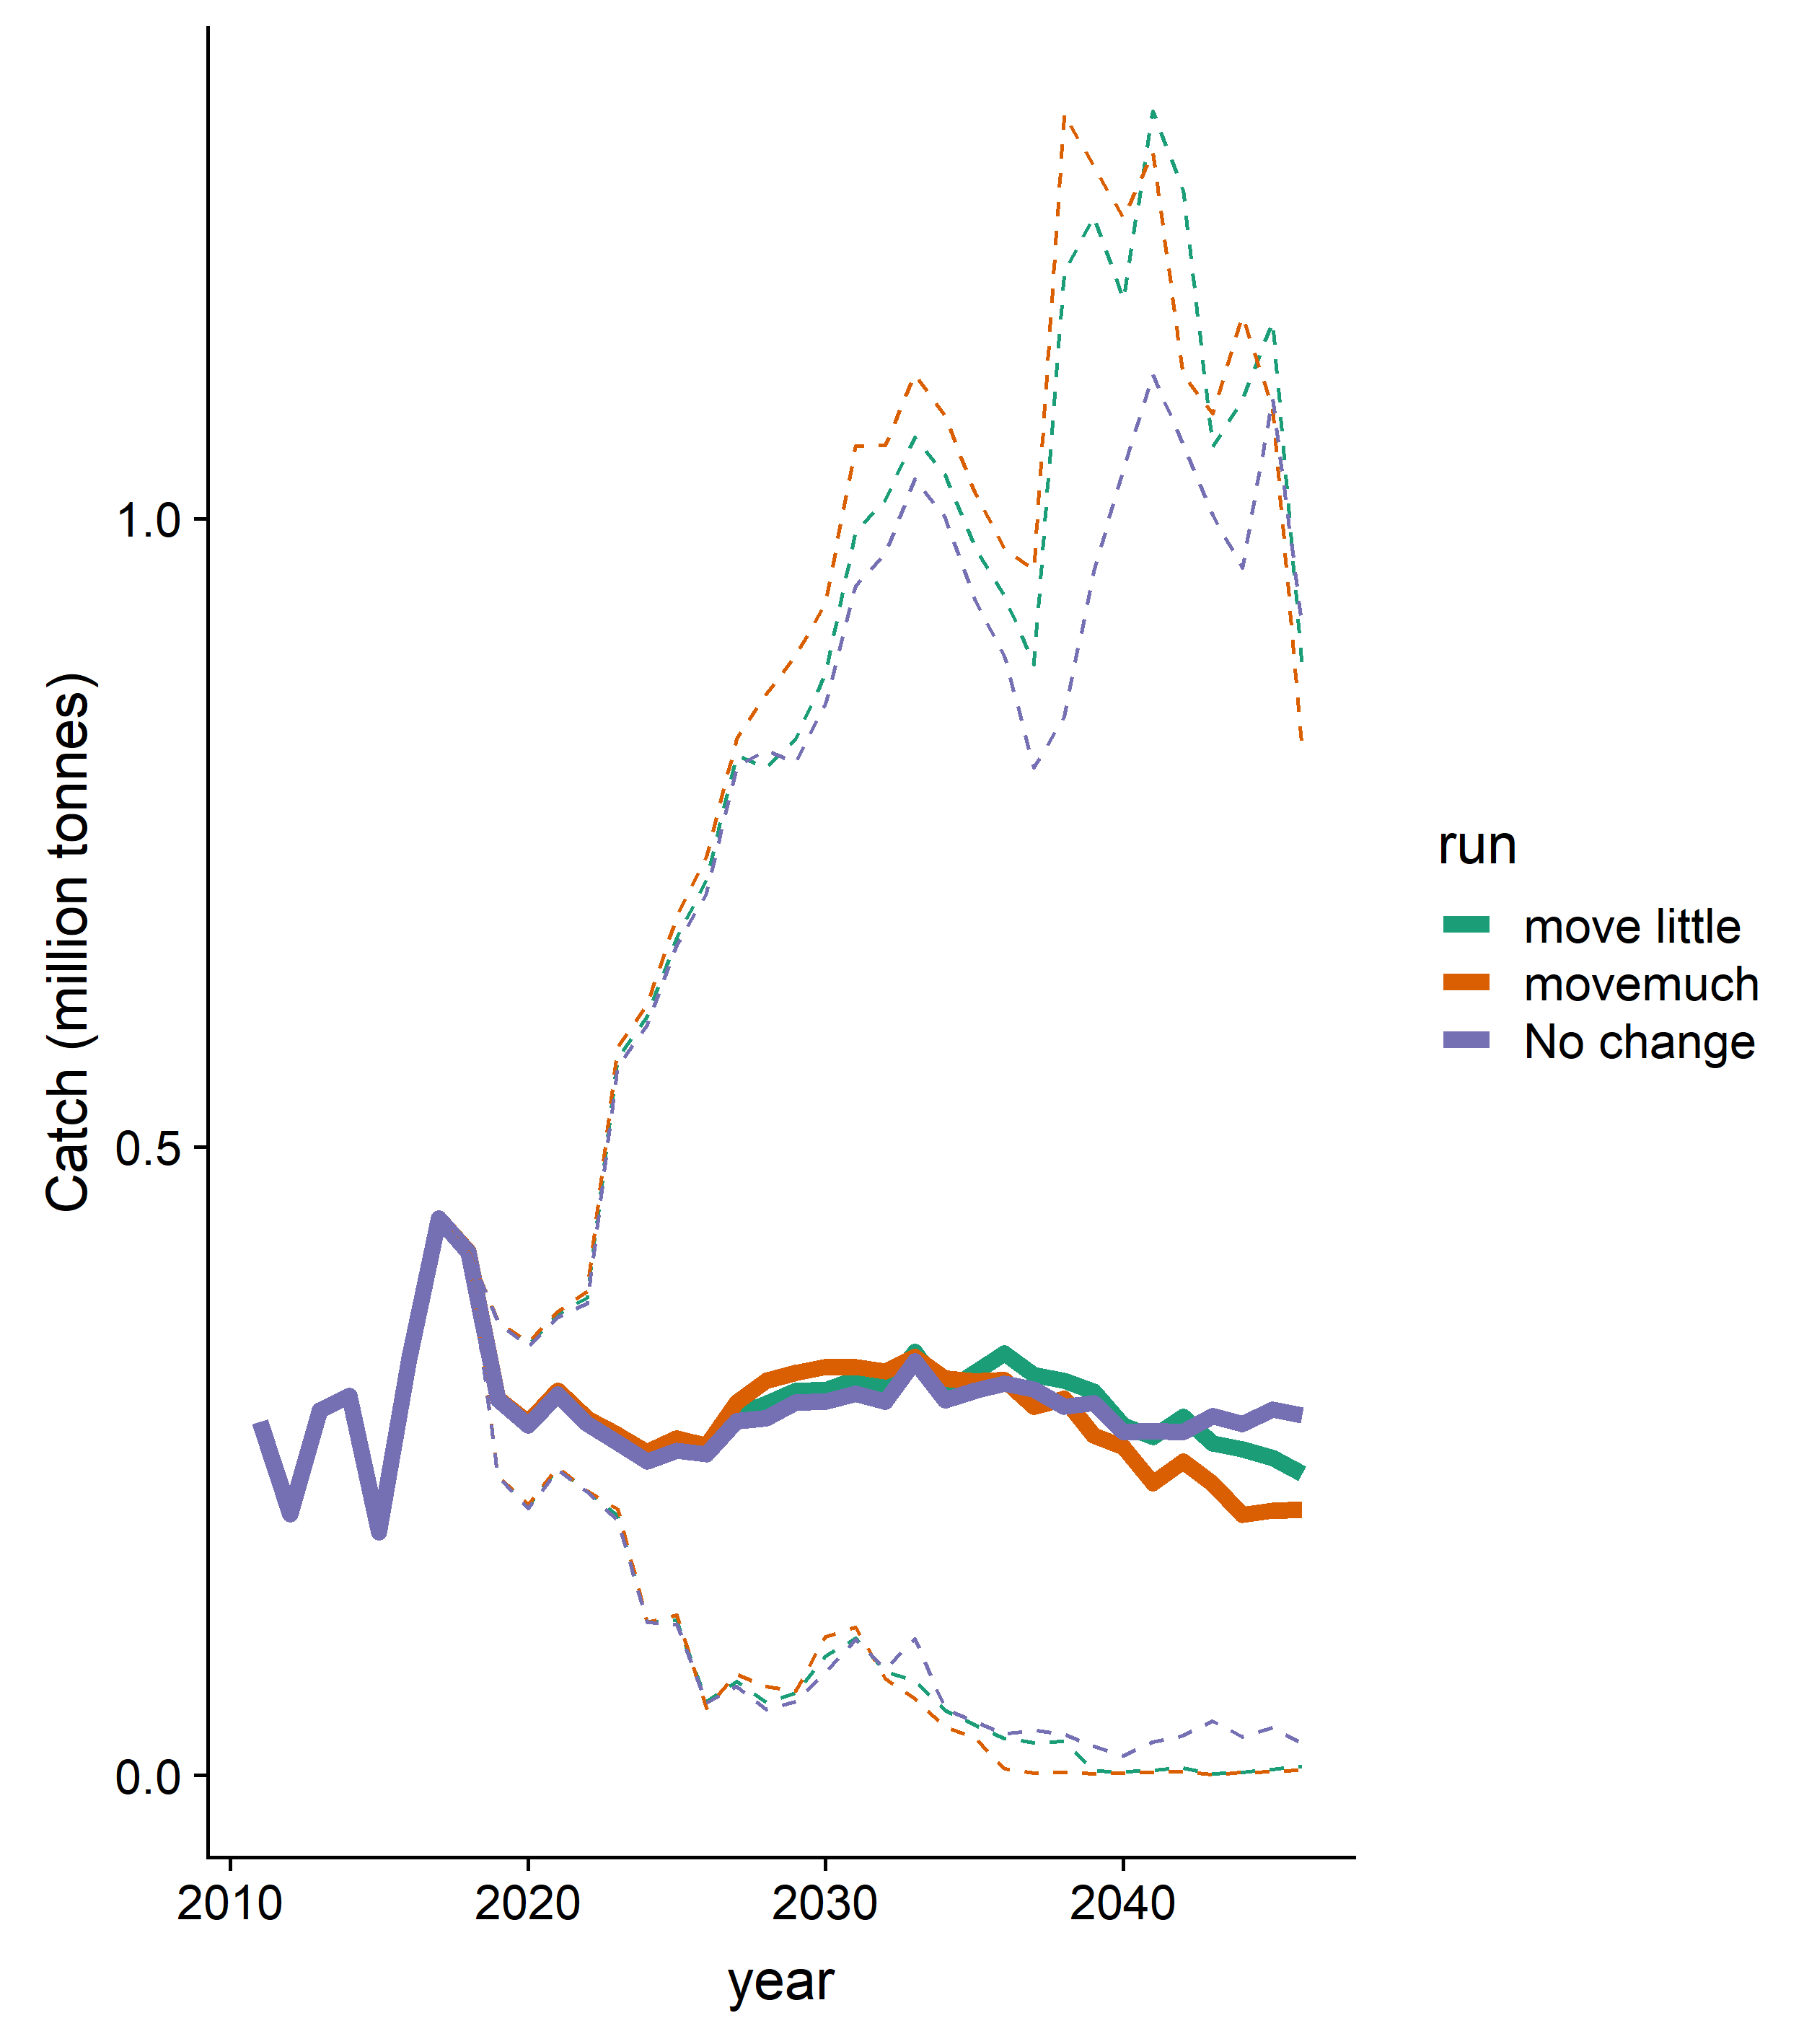 Catch (million tonnes)
1.0
0.5
0.0
2010 2020 2030 2040
year
run
move little
movemuch
No change